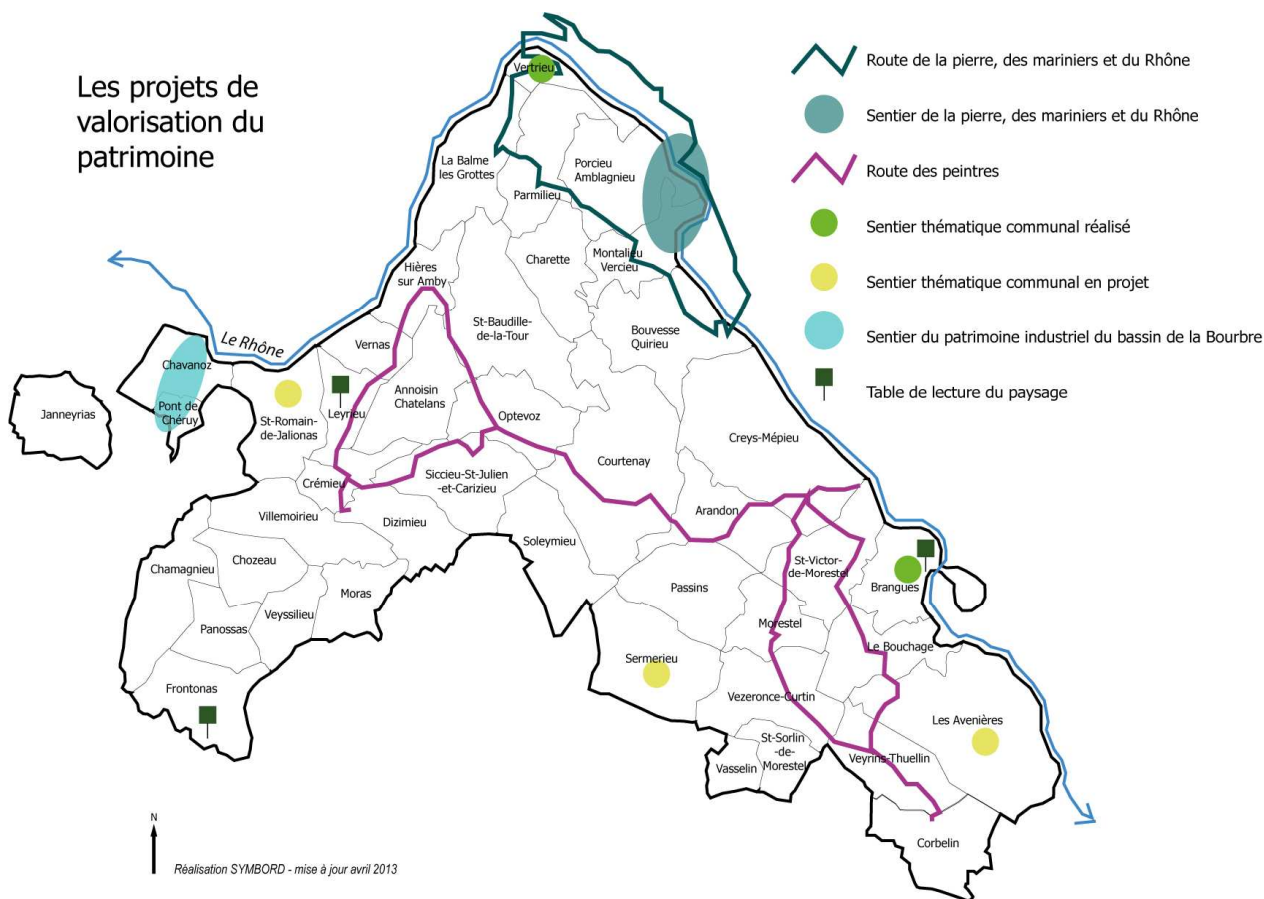 Les projets de
valorisation du
patrimoine
Route de la pierre, des mariniers et du Rhône
Sentier de la pierre, des mariniers et du Rhône
Route des peintres
Sentier thématique communal réalisé
Sentier thématique communal en projet
Sentier du patrimoine industriel du bassin de la Bourbre
Table de lecture du paysage
Vertrieu
La Balme
les Grottes
Porcieu
Amblagnieu
Parmilieu
Charette
Montalieu
Vercieu
Hières
sur Amby
St-Baudille-
de-la-Tour
Bouvesse
Quirieu
Le Rhône
Vernas
Chavanoz
Janneyrias
Pont de
Chéruy
St-Romain-
de-Jalionas
Leyrieu
Annoisin
Chatelans
Optevoz
Creys-Mépieu
Crémieu
Siccieu-St-Julien
-et-Carizieu
Courtenay
Arandon
Villemoirieu
Dizimieu
Soleymieu
Chozeau
Chamagnieu
St-Victor-
de-Morestel
Brangues
Passins
Moras
Veyssilieu
Panossas
Morestel
Le Bouchage
Sermerieu
Frontonas
Vezeronce-Curtin
Les Avenières
St-Sorlin
-de-
Morestel
Vasselin
Veyrins-Thuellin
Corbelin
N
Réalisation SYMBORD - mise à jour avril 2013